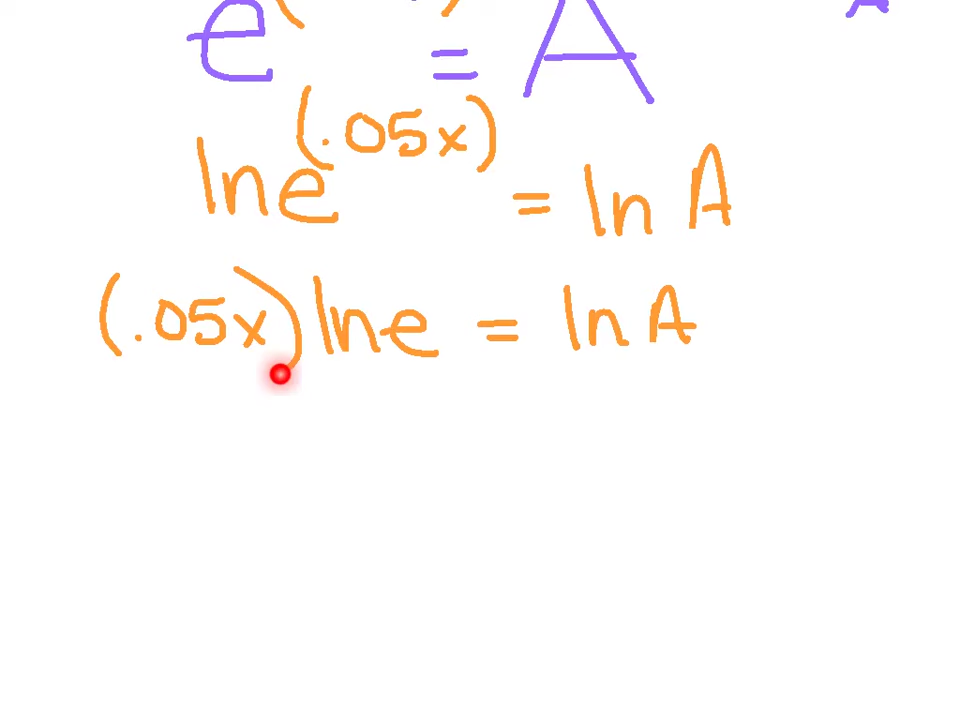 e^( = A
ln e^(.05x) = ln A
(.05x) ln e = ln A